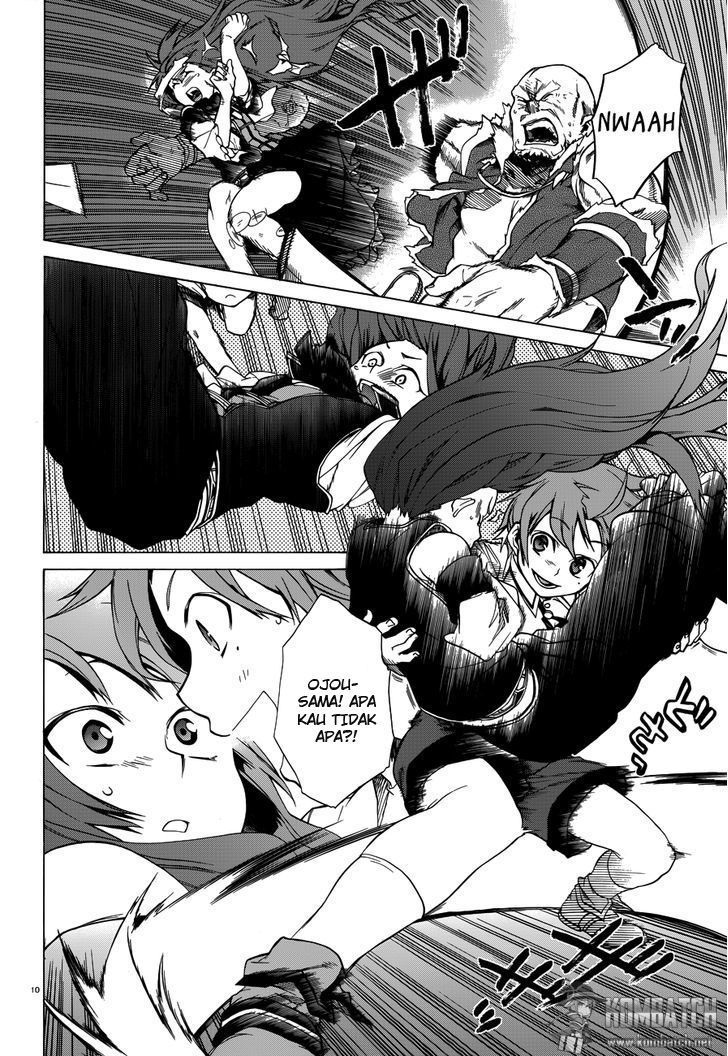 NWAAH
OJOU-
SAMA! APA
KAU TIDAK
APA?!
10
KOMBATCH
www.kombatch.net